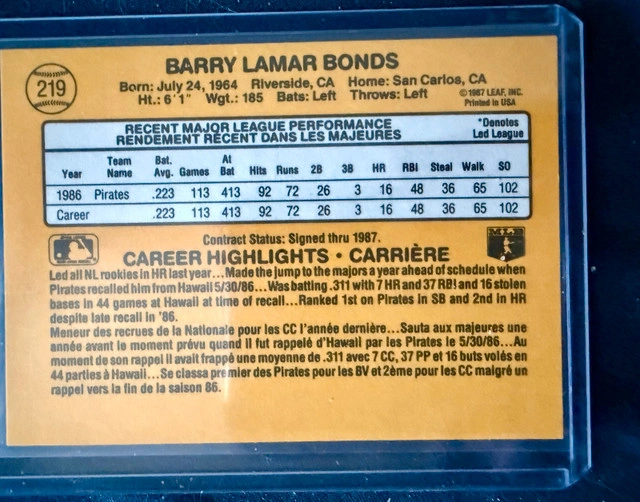 BARRY LAMAR BONDS
219
Born: July 24, 1964 Riverside, CA Home: San Carlos, CA
Ht.: 6'1" Wgt.: 185 Bats: Left Throws: Left
©1987 LEAF, INC.
Printed in USA
RECENT MAJOR LEAGUE PERFORMANCE
RENDEMENT RÉCENT DANS LES MAJEURES
*Denotes
Led League
Year Team Name Bat. Avg. Games At Bat Hits Runs 2B 3B HR RBI Steal Walk SO
1986 Pirates .223 113 413 92 72 26 3 16 48 36 65 102
Career .223 113 413 92 72 26 3 16 48 36 65 102
Contract Status: Signed thru 1987.
MLB
CAREER HIGHLIGHTS • CARRIÈRE
Led all NL rookies in HR last year...Made the jump to the majors a year ahead of schedule when
Pirates recalled him from Hawaii 5/30/86...Was batting .311 with 7 HR and 37 RBI and 16 stolen
bases in 44 games at Hawaii at time of recall...Ranked 1st on Pirates in SB and 2nd in HR
despite late recall in '86.
Meneur des recrues de la Nationale pour les CC l'année dernière...Sauta aux majeures une
année avant le moment prévu quand il fut rappelé d'Hawaii par les Pirates le 5/30/86...Au
moment de son rappel il avait frappé une moyenne de .311 avec 7 CC, 37 PP et 16 buts volés en
44 parties à Hawaii...Se classa premier des Pirates pour les BV et 2ème pour les CC malgré un
rappel vers la fin de la saison 86.